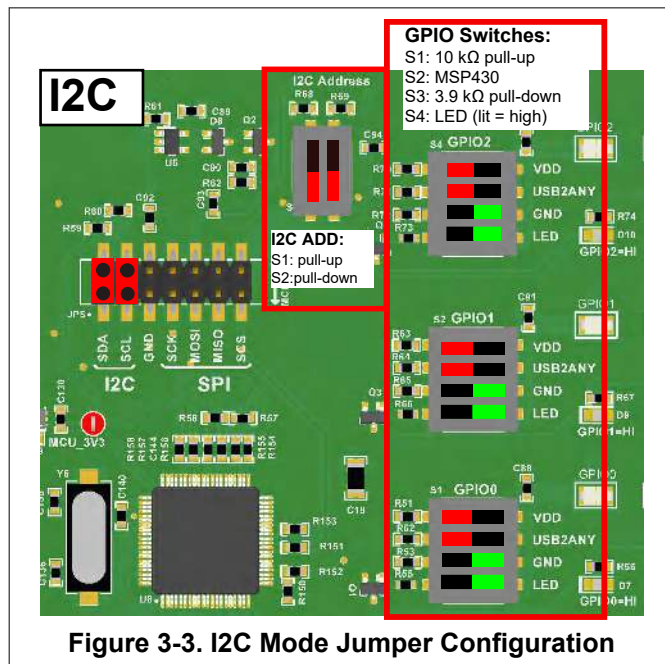 I2C
GPIO Switches:
S1: 10 kΩ pull-up
S2: MSP430
S3: 3.9 kΩ pull-down
S4: LED (lit = high)
I2C Address
R68 R69
R61
C89
D8
Q2
U5
C90
R62
C93
C94
C92
R60
R59
I2C ADD:
S1: pull-up
S2:pull-down
S4 GPIO2
VDD
USB2ANY
GND
LED
R73
R74
D10
GPIO2=HI
JP5
SDA
SCL
GND
SCK
MOSI
MISO
SCS
I2C
SPI
C91
GPIO1
S2 GPIO1
R63
R64
R65
R66
VDD
USB2ANY
GND
LED
Q3
R67
D9
GPIO1=HI
C138
MCU_3V3
R58
R57
R158
R157
C144
R156
R155
R154
Y6
C140
C19
C88
GPIO0
S1 GPIO0
R51
R52
R53
R55
VDD
USB2ANY
GND
LED
R56
D7
GPIO0=HI
R153
R151
R152
R150
C136
U8
Figure 3-3. I2C Mode Jumper Configuration